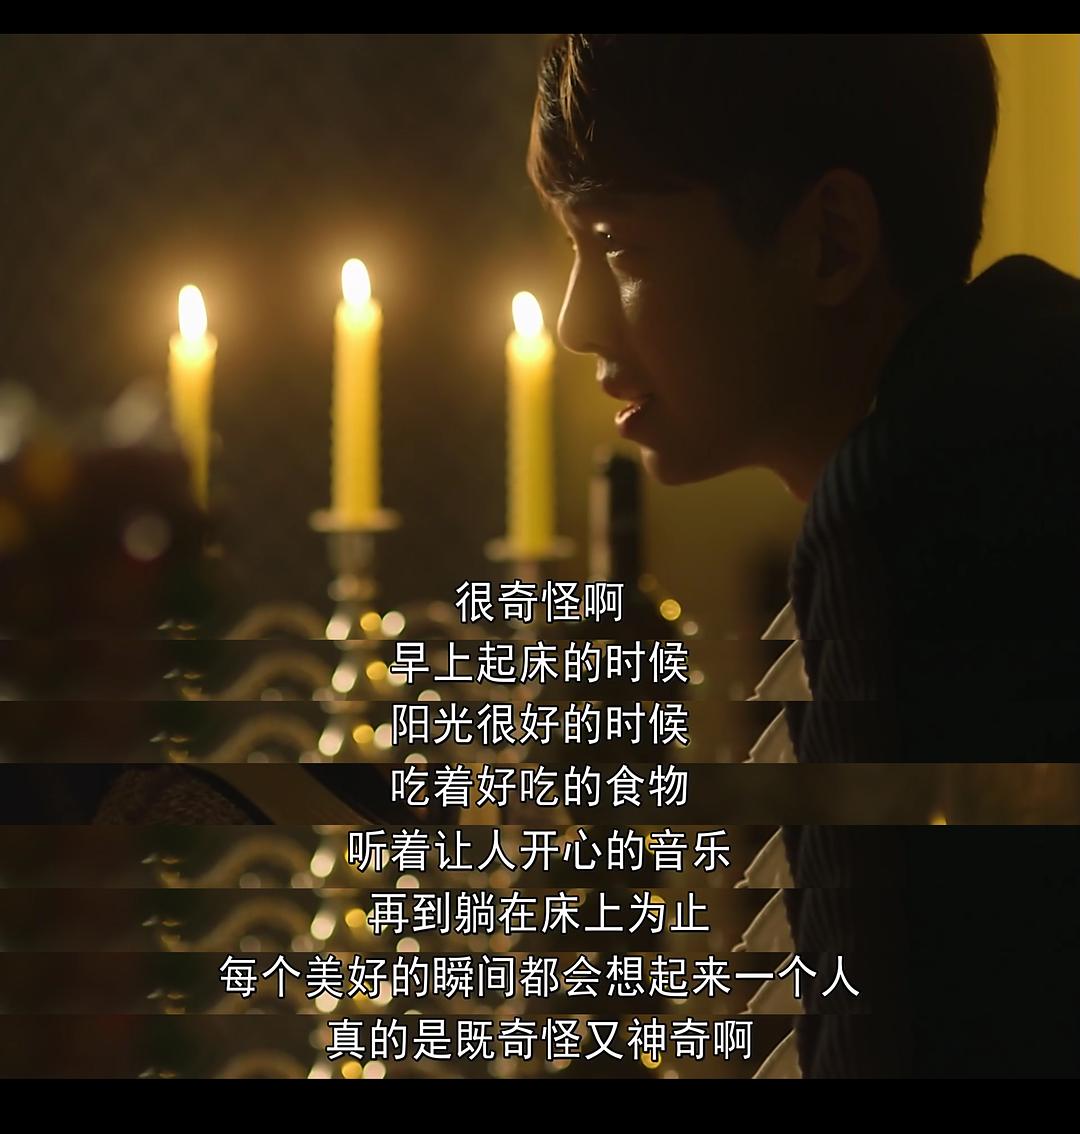 很奇怪啊
早上起床的时候
阳光很好的时候
吃着好吃的食物
听着让人开心的音乐
再到躺在床上为止
每个美好的瞬间都会想起来一个人
真的是既奇怪又神奇啊